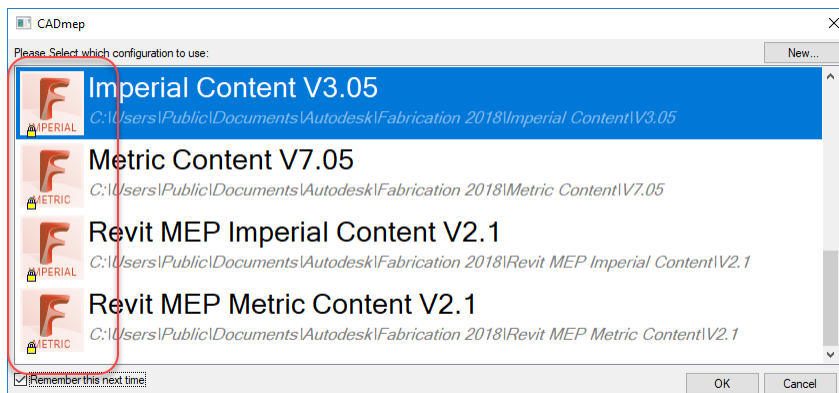 CADmep
Please Select which configuration to use:
New...
Imperial Content V3.05
C:\Users\Public\Documents\Autodesk\Fabrication 2018\Imperial Content\V3.05
IMPERIAL
Metric Content V7.05
C:\Users\Public\Documents\Autodesk\Fabrication 2018\Metric Content\V7.05
METRIC
Revit MEP Imperial Content V2.1
C:\Users\Public\Documents\Autodesk\Fabrication 2018\Revit MEP Imperial Content\V2.1
IMPERIAL
Revit MEP Metric Content V2.1
C:\Users\Public\Documents\Autodesk\Fabrication 2018\Revit MEP Metric Content\V2.1
METRIC
Remember this next time
OK
Cancel